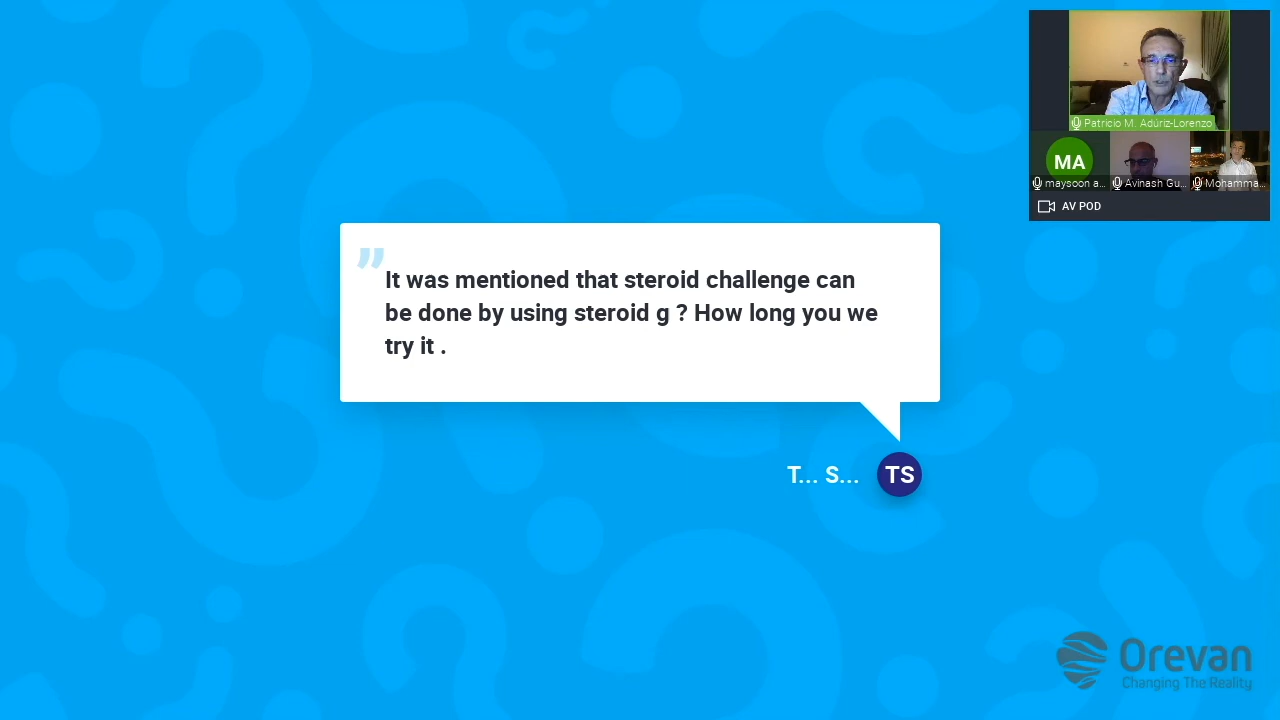 Patricio M. Adúriz-Lorenzo
MA
maysoon a...
Avinash Gu...
Mohamma...
AV POD
” It was mentioned that steroid challenge can
be done by using steroid g ? How long you we
try it .
T... S...
TS
Orevan
Changing The Reality